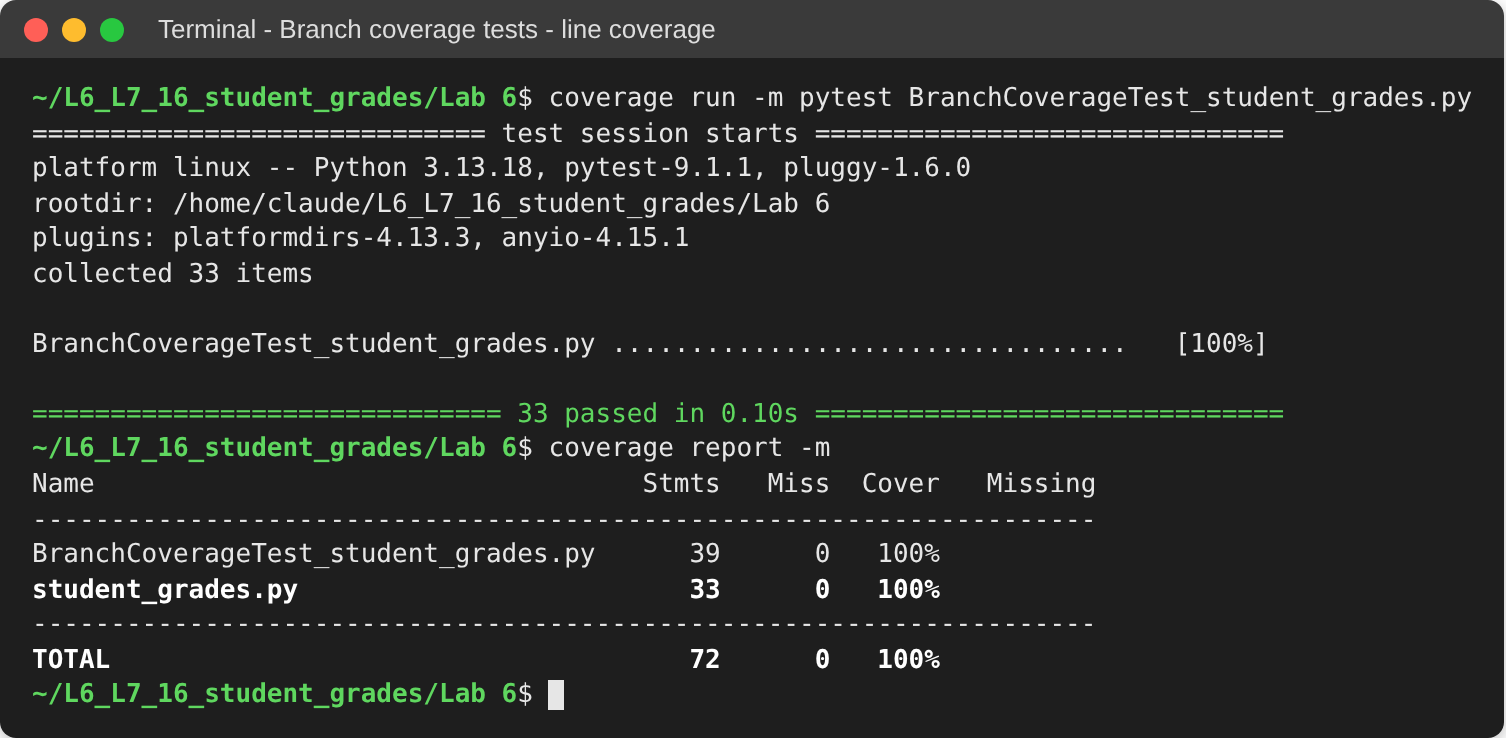 Terminal - Branch coverage tests - line coverage
~/L6_L7_16_student_grades/Lab 6$ coverage run -m pytest BranchCoverageTest_student_grades.py
============================= test session starts ==============================
platform linux -- Python 3.13.18, pytest-9.1.1, pluggy-1.6.0
rootdir: /home/claude/L6_L7_16_student_grades/Lab 6
plugins: platformdirs-4.13.3, anyio-4.15.1
collected 33 items
BranchCoverageTest_student_grades.py .................................   [100%]
============================== 33 passed in 0.10s ==============================
~/L6_L7_16_student_grades/Lab 6$ coverage report -m
Name                                   Stmts   Miss  Cover   Missing
--------------------------------------------------------------------
BranchCoverageTest_student_grades.py      39      0   100%
student_grades.py                         33      0   100%
--------------------------------------------------------------------
TOTAL                                     72      0   100%
~/L6_L7_16_student_grades/Lab 6$